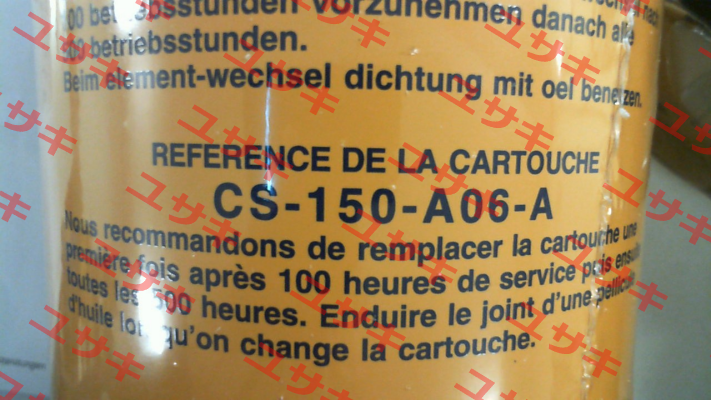 100 betriebsstunden vorzunehmen danach alle
500 betriebsstunden.
Beim element-wechsel dichtung mit oel benetzen.
REFERENCE DE LA CARTOUCHE
CS-150-A06-A
Nous recommandons de remplacer la cartouche une
première fois après 100 heures de service puis ensuite
toutes les 500 heures. Enduire le joint d'une pellicule
d'huile lorsqu'on change la cartouche.
ユサキ